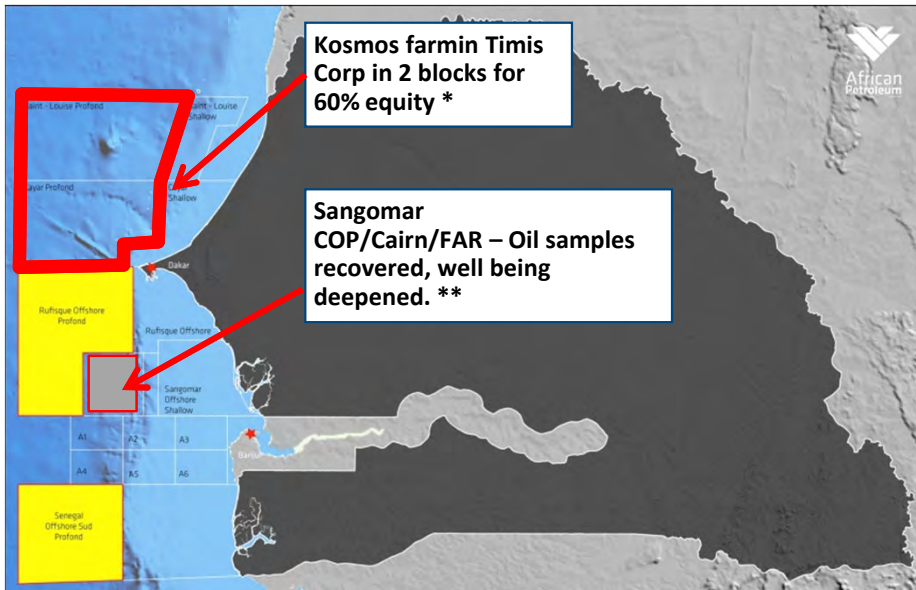 Kosmos farmin Timis
Corp in 2 blocks for
60% equity *
African
Petroleum
Saint - Louise Profond
Saint - Louise
Shallow
Kayar Profond
Shallow
Sangomar
COP/Cairn/FAR – Oil samples
recovered, well being
deepened. **
Dakar
Rufisque Offshore
Profond
Rufisque Offshore
Sangomar
Offshore
Shallow
A1
A2
A3
Banjul
A4
A5
A6
Senegal
Offshore Sud
Profond